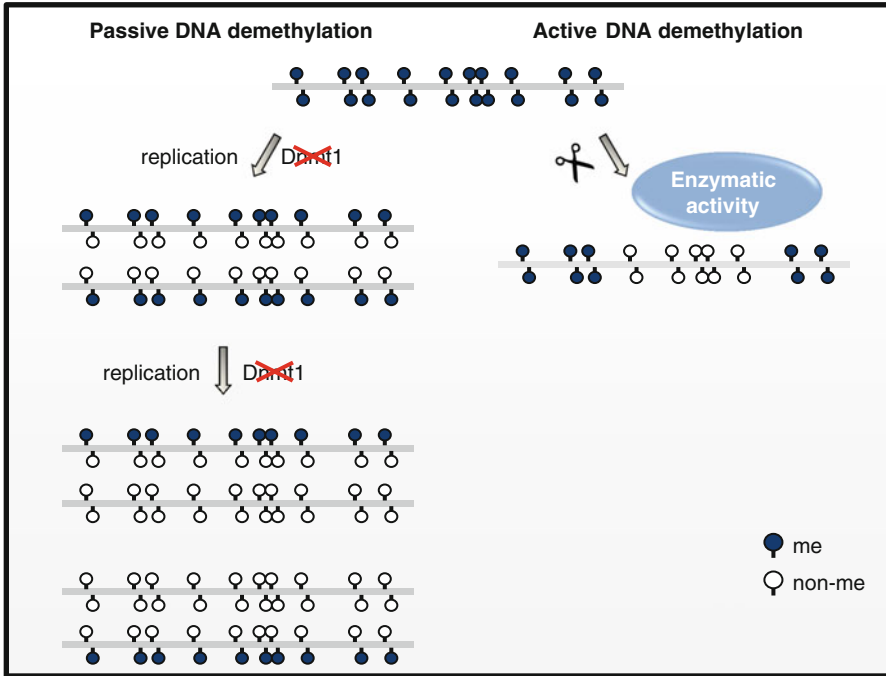 Passive DNA demethylation
Active DNA demethylation
replication
Dnmt1
Enzymatic
activity
replication
Dnmt1
me
non-me